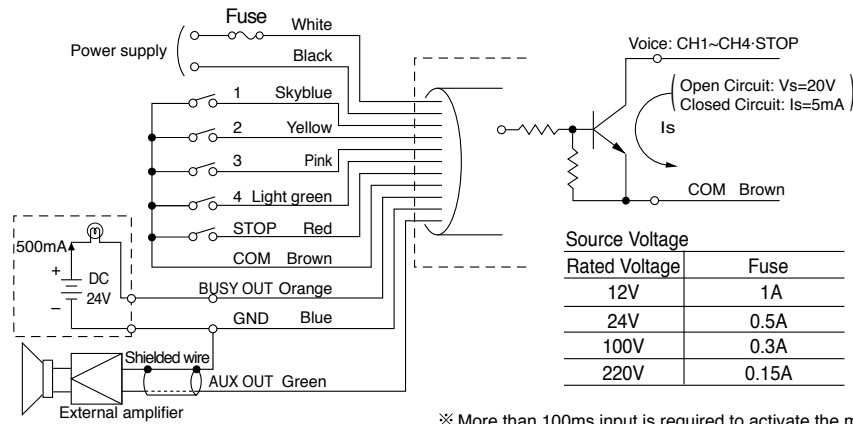 Fuse
White
Power supply
Black
1 Skyblue
2 Yellow
3 Pink
4 Light green
STOP Red
COM Brown
500mA
+
DC
24V
–
BUSY OUT Orange
GND Blue
Shielded wire
AUX OUT Green
External amplifier
Voice: CH1~CH4·STOP
Open Circuit: Vs=20V
Closed Circuit: Is=5mA
Is
COM Brown
Source Voltage
Rated Voltage Fuse
12V 1A
24V 0.5A
100V 0.3A
220V 0.15A
※ More than 100ms input is required to activate the